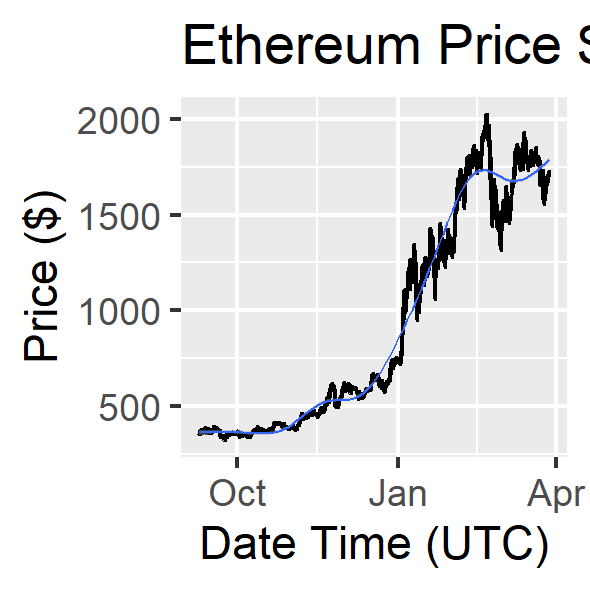 Ethereum Price
2000
1500
1000
500
Price ($)
Oct Jan Apr
Date Time (UTC)